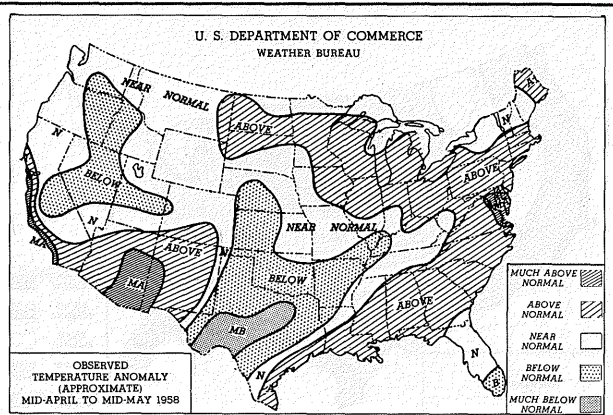 U. S. DEPARTMENT OF COMMERCE
WEATHER BUREAU
NEAR
NORMAL
ABOVE
A
N
N
ABOVE
BELOW
N
MA
ABOVE
N
NEAR NORMAL
MA
BELOW
ABOVE
MB
N
A
N
B
MUCH ABOVE
NORMAL
ABOVE
NORMAL
NEAR
NORMAL
BELOW
NORMAL
MUCH BELOW
NORMAL
OBSERVED
TEMPERATURE ANOMALY
(APPROXIMATE)
MID-APRIL TO MID-MAY 1958